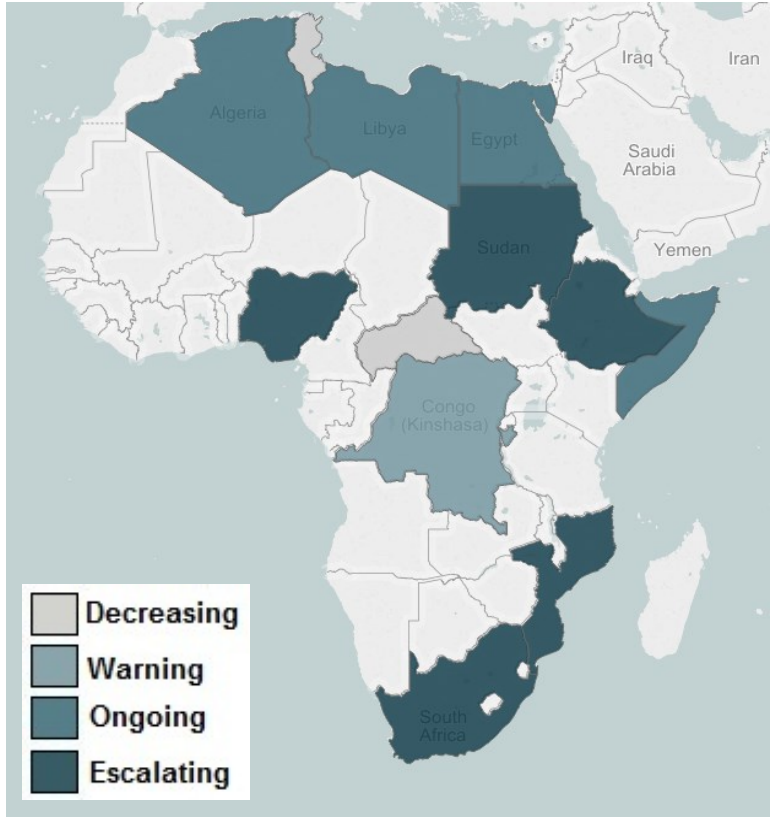 Iraq
Iran
Algeria
Libya
Egypt
Saudi
Arabia
Sudan
Yemen
Congo
(Kinshasa)
South
Africa
Decreasing
Warning
Ongoing
Escalating